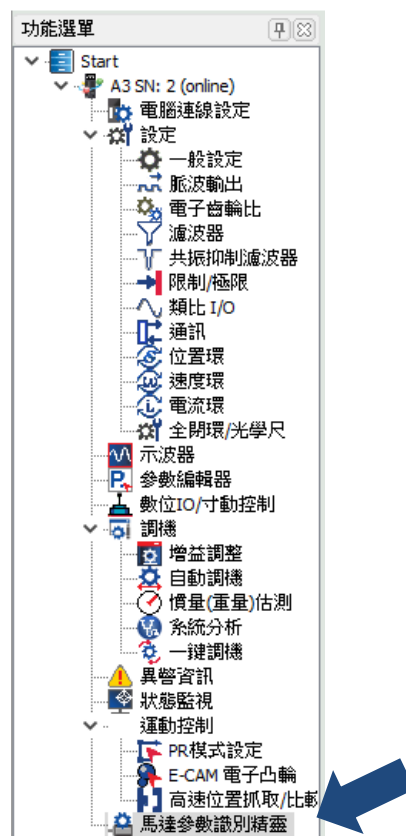 功能選單
Start
A3 SN: 2 (online)
電腦連線設定
設定
一般設定
脈波輸出
電子齒輪比
濾波器
共振抑制濾波器
限制/極限
類比 I/O
通訊
位置環
速度環
電流環
全閉環/光學尺
示波器
參數編輯器
數位IO/寸動控制
調機
增益調整
自動調機
慣量(重量)估測
系統分析
一鍵調機
異警資訊
狀態監視
運動控制
PR模式設定
E-CAM 電子凸輪
高速位置抓取/比較
馬達參數識別精靈